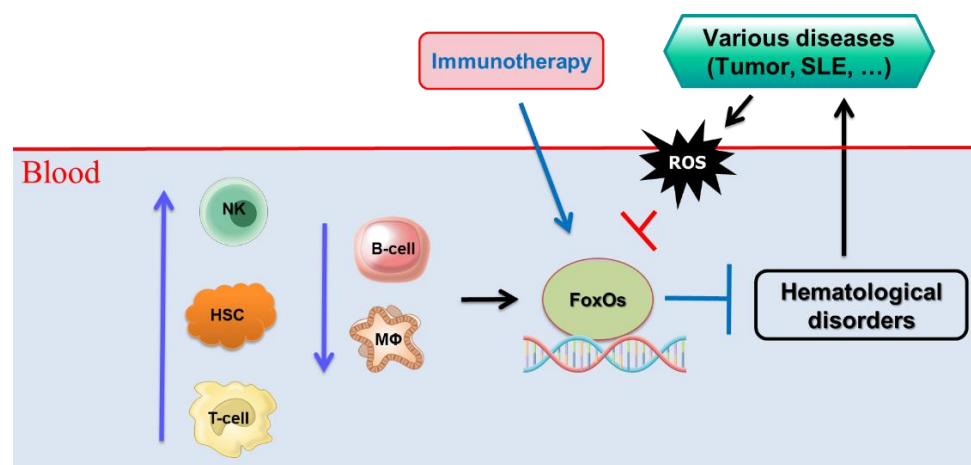 Immunotherapy
Various diseases
(Tumor, SLE, ...)
ROS
Blood
NK
B-cell
HSC
MΦ
T-cell
FoxOs
Hematological
disorders